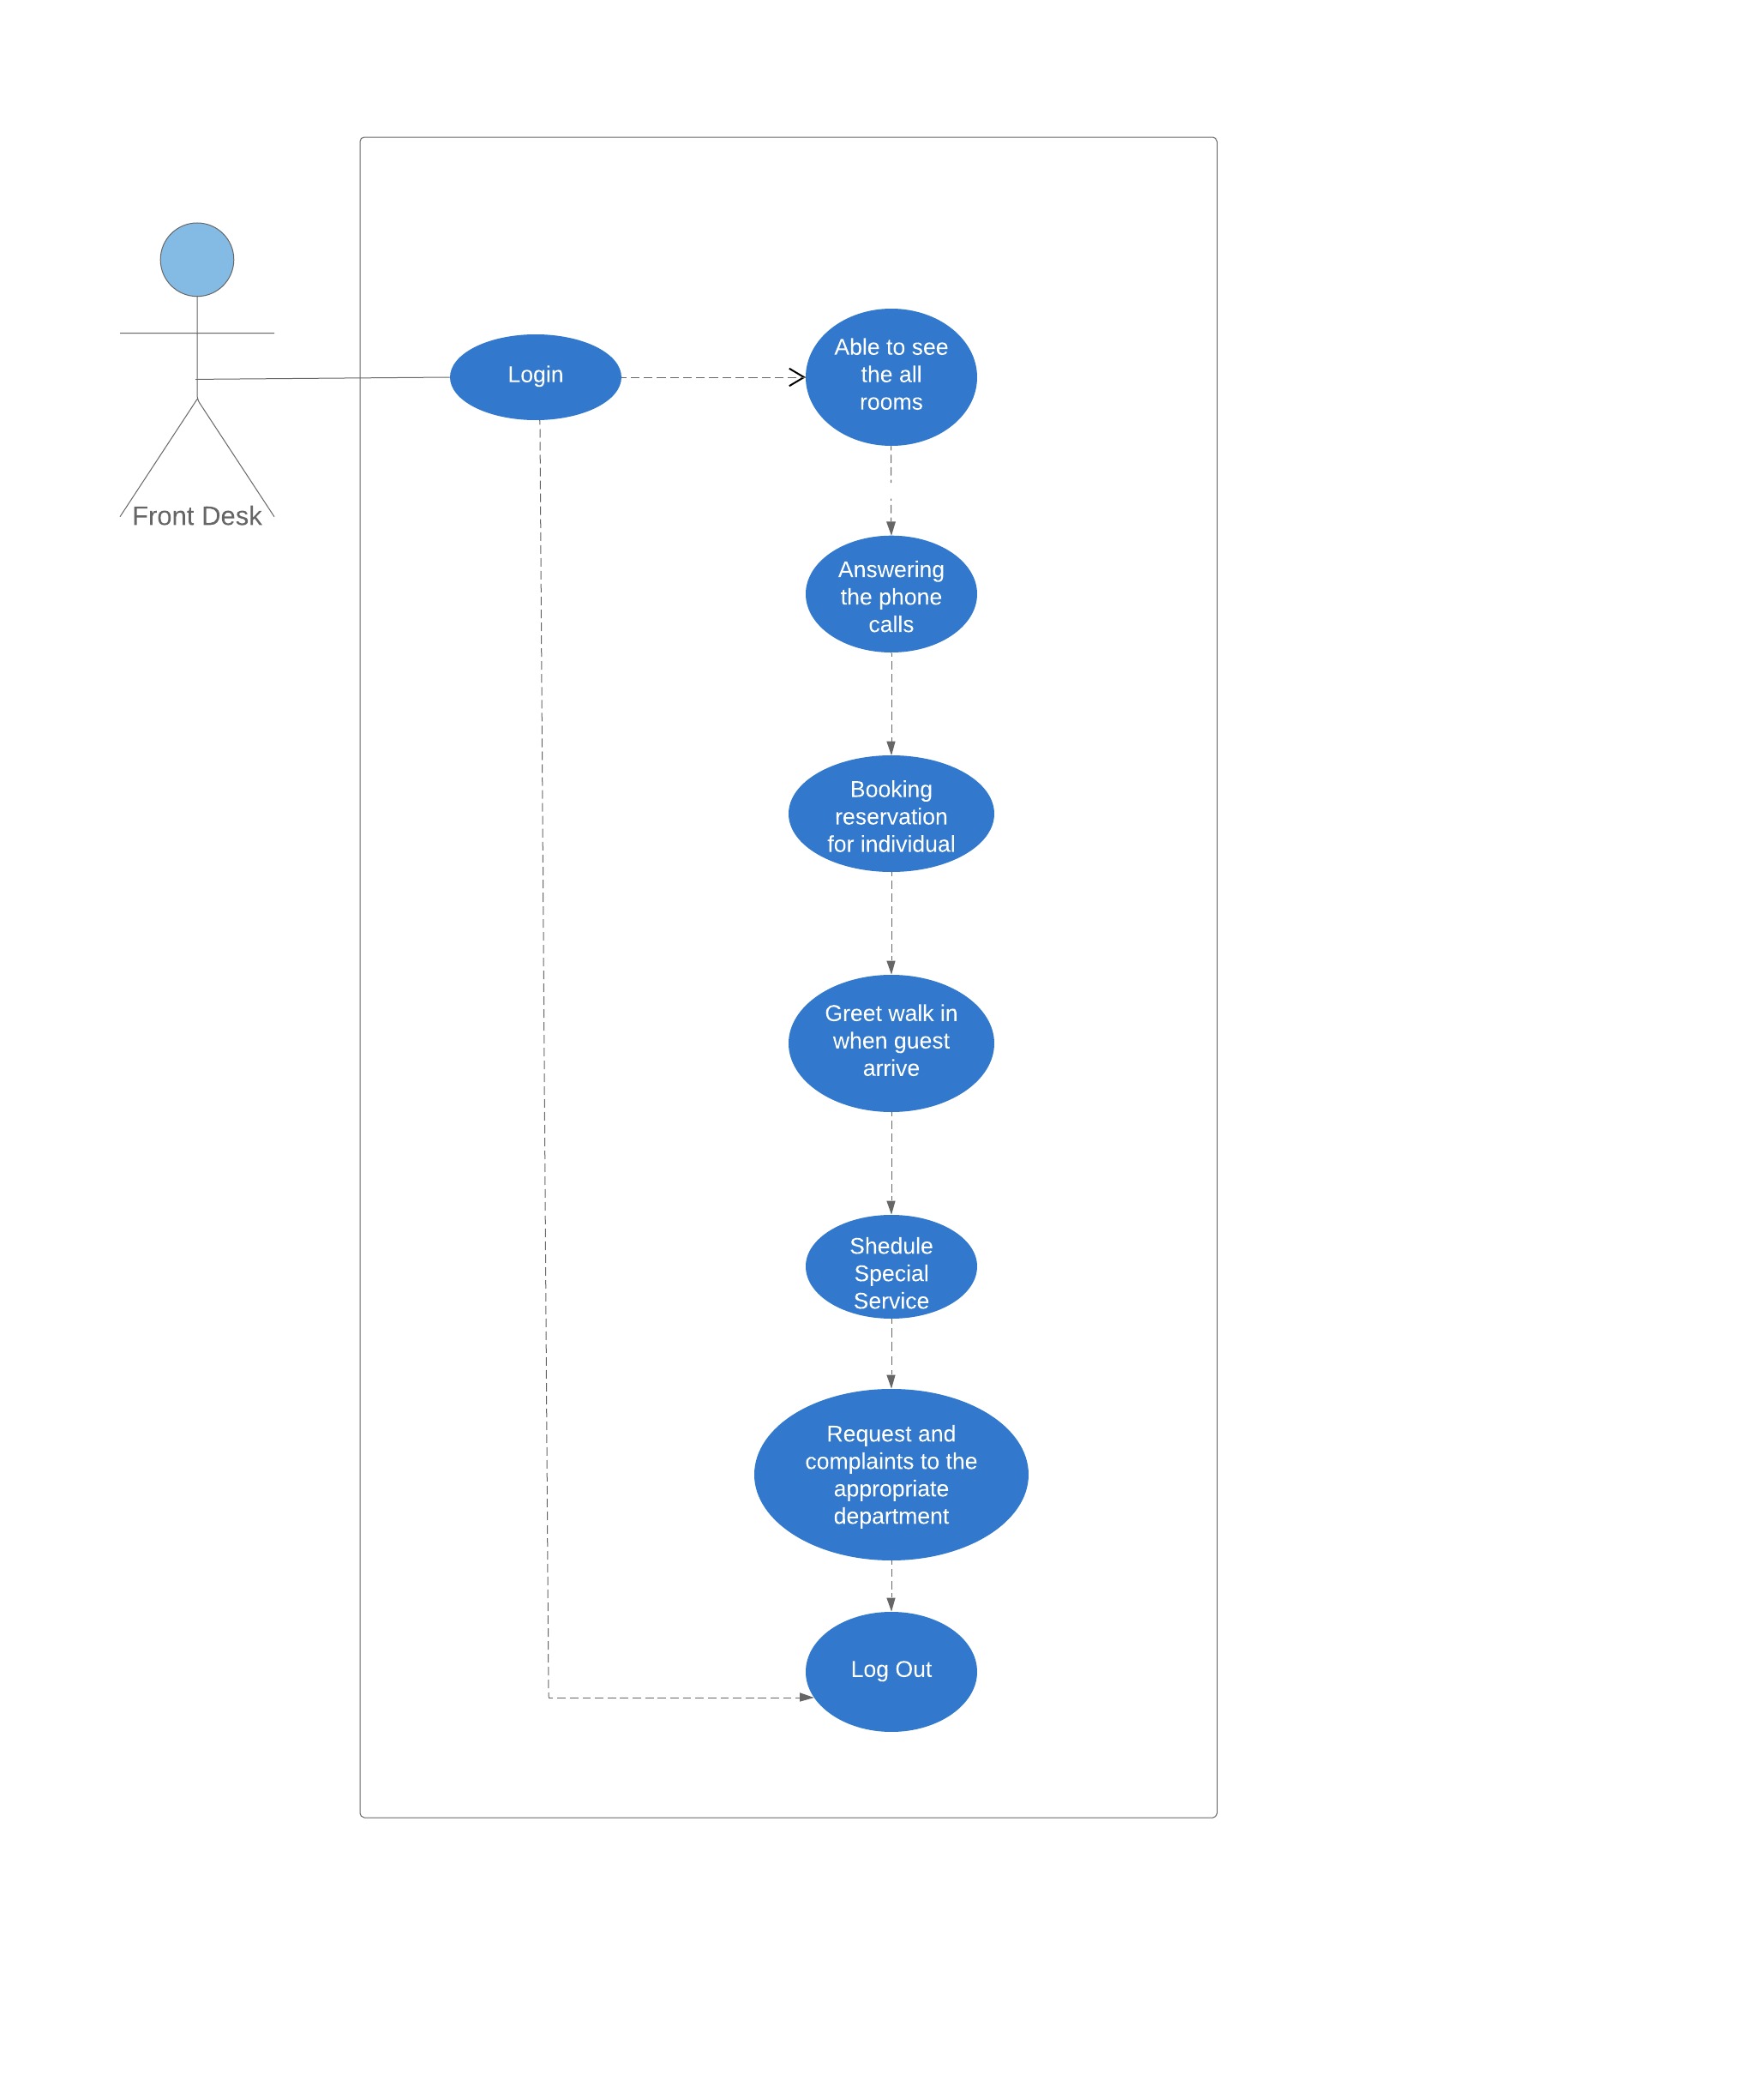 Login
Able to see
the all
rooms
Front Desk
Answering
the phone
calls
Booking
reservation
for individual
Greet walk in
when guest
arrive
Shedule
Special
Service
Request and
complaints to the
appropriate
department
Log Out